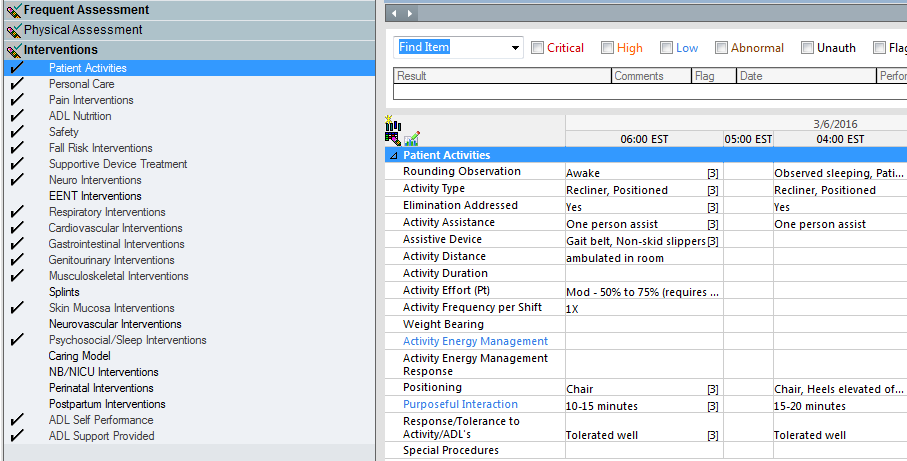 Frequent Assessment
Physical Assessment
Interventions
Patient Activities
Personal Care
Pain Interventions
ADL Nutrition
Safety
Fall Risk Interventions
Supportive Device Treatment
Neuro Interventions
EENT Interventions
Respiratory Interventions
Cardiovascular Interventions
Gastrointestinal Interventions
Genitourinary Interventions
Musculoskeletal Interventions
Splints
Skin Mucosa Interventions
Neurovascular Interventions
Psychosocial/Sleep Interventions
Caring Model
NB/NICU Interventions
Perinatal Interventions
Postpartum Interventions
ADL Self Performance
ADL Support Provided
Find Item Critical High Low Abnormal Unauth Flag
Result Comments Flag Date Perfor
3/6/2016
06:00 EST 05:00 EST 04:00 EST
Patient Activities
Rounding Observation Awake [3] Observed sleeping, Pati...
Activity Type Recliner, Positioned [3] Recliner, Positioned
Elimination Addressed Yes [3] Yes
Activity Assistance One person assist [3] One person assist
Assistive Device Gait belt, Non-skid slippers [3]
Activity Distance ambulated in room
Activity Duration
Activity Effort (Pt) Mod - 50% to 75% (requires ...
Activity Frequency per Shift 1X
Weight Bearing
Activity Energy Management
Activity Energy Management
Response
Positioning Chair [3] Chair, Heels elevated of...
Purposeful Interaction 10-15 minutes [3] 15-20 minutes
Response/Tolerance to
Activity/ADL's Tolerated well [3] Tolerated well
Special Procedures